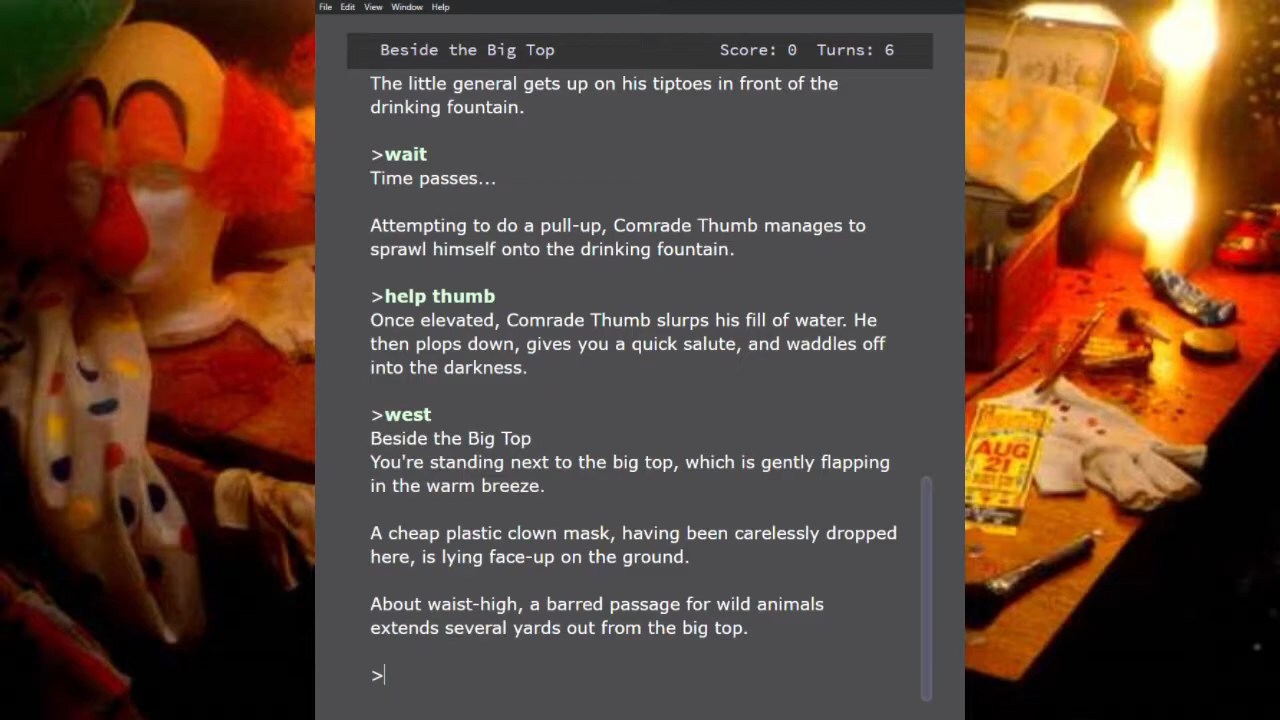 File Edit View Window Help
Beside the Big Top Score: 0 Turns: 6
The little general gets up on his tiptoes in front of the
drinking fountain.
>wait
Time passes...
Attempting to do a pull-up, Comrade Thumb manages to
sprawl himself onto the drinking fountain.
>help thumb
Once elevated, Comrade Thumb slurps his fill of water. He
then plops down, gives you a quick salute, and waddles off
into the darkness.
>west
Beside the Big Top
You're standing next to the big top, which is gently flapping
in the warm breeze.
A cheap plastic clown mask, having been carelessly dropped
here, is lying face-up on the ground.
About waist-high, a barred passage for wild animals
extends several yards out from the big top.
>
AUG
21